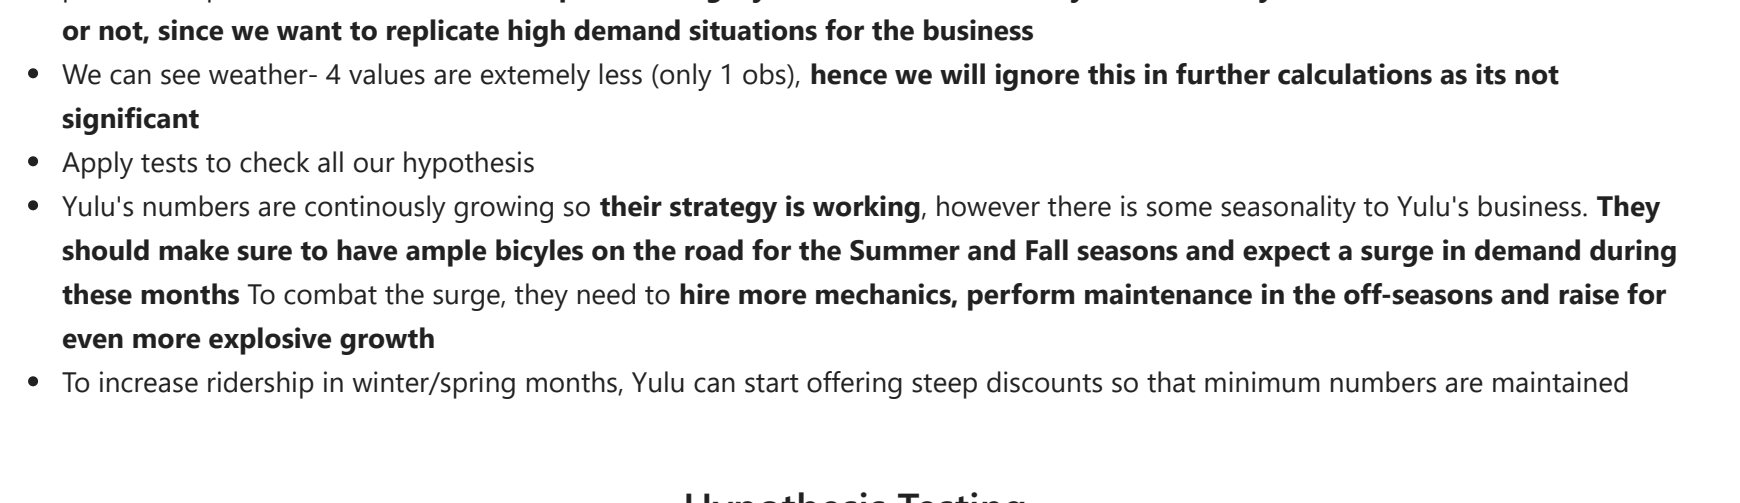 or not, since we want to replicate high demand situations for the business
• We can see weather- 4 values are extemely less (only 1 obs), hence we will ignore this in further calculations as its not
significant
• Apply tests to check all our hypothesis
• Yulu's numbers are continously growing so their strategy is working, however there is some seasonality to Yulu's business. They
should make sure to have ample bicyles on the road for the Summer and Fall seasons and expect a surge in demand during
these months To combat the surge, they need to hire more mechanics, perform maintenance in the off-seasons and raise for
even more explosive growth
• To increase ridership in winter/spring months, Yulu can start offering steep discounts so that minimum numbers are maintained
Hypothesis Testing